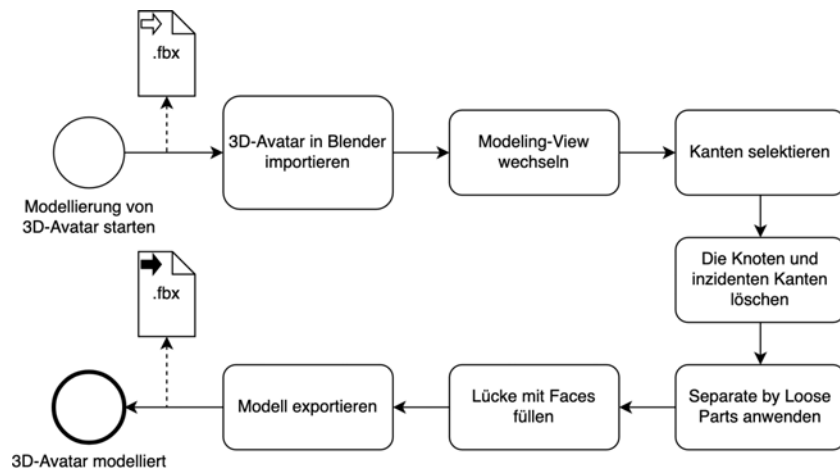 .fbx
3D-Avatar in Blender
importieren
Modeling-View
wechseln
Kanten selektieren
Modellierung von
3D-Avatar starten
Die Knoten und
inzidenten Kanten
löschen
.fbx
Separate by Loose
Parts anwenden
Lücke mit Faces
füllen
Modell exportieren
3D-Avatar modelliert